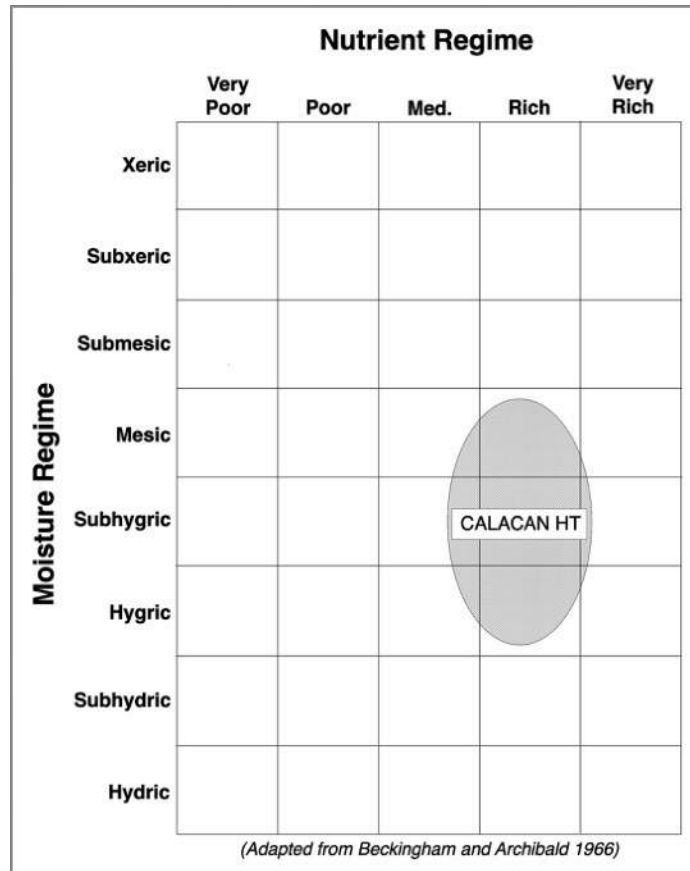 Nutrient Regime
Very Poor
Poor
Med.
Rich
Very Rich
Moisture Regime
Xeric
Subxeric
Submesic
Mesic
Subhygric
CALACAN HT
Hygric
Subhydric
Hydric
(Adapted from Beckingham and Archibald 1966)